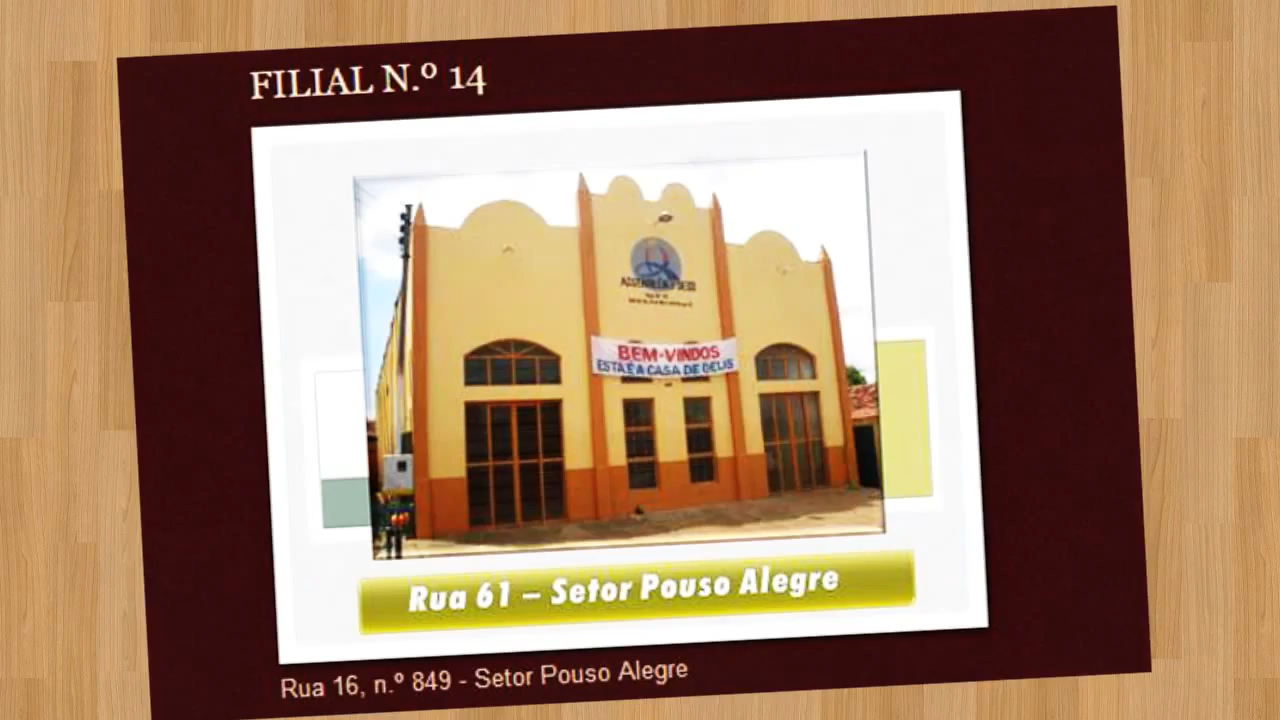 FILIAL N.º 14
ASSEMBLEIA DE DEUS
BEM-VINDOS
ESTA É A CASA DE DEUS
Rua 61 – Setor Pouso Alegre
Rua 16, n.º 849 - Setor Pouso Alegre